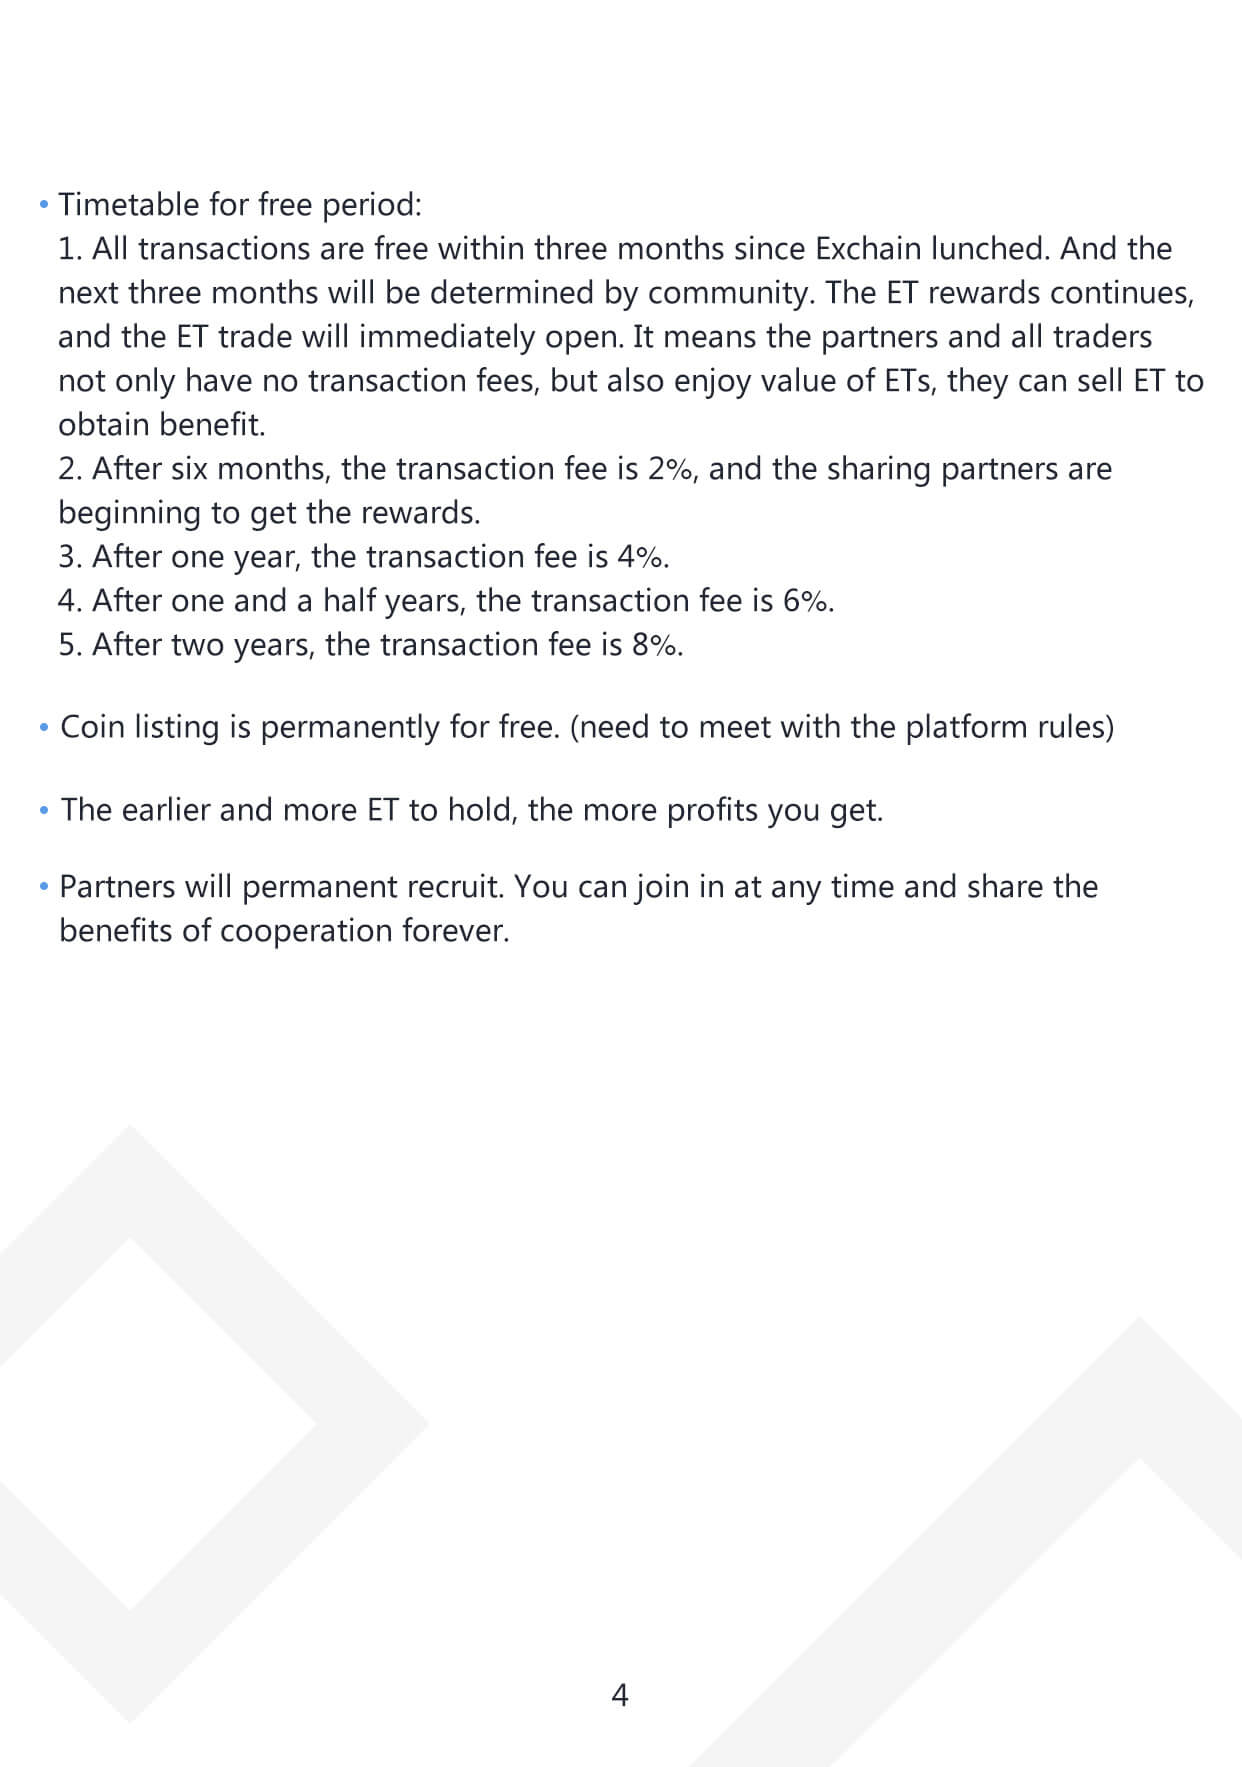 • Timetable for free period:
1. All transactions are free within three months since Exchain lunched. And the
next three months will be determined by community. The ET rewards continues,
and the ET trade will immediately open. It means the partners and all traders
not only have no transaction fees, but also enjoy value of ETs, they can sell ET to
obtain benefit.
2. After six months, the transaction fee is 2%, and the sharing partners are
beginning to get the rewards.
3. After one year, the transaction fee is 4%.
4. After one and a half years, the transaction fee is 6%.
5. After two years, the transaction fee is 8%.
• Coin listing is permanently for free. (need to meet with the platform rules)
• The earlier and more ET to hold, the more profits you get.
• Partners will permanent recruit. You can join in at any time and share the
benefits of cooperation forever.
4